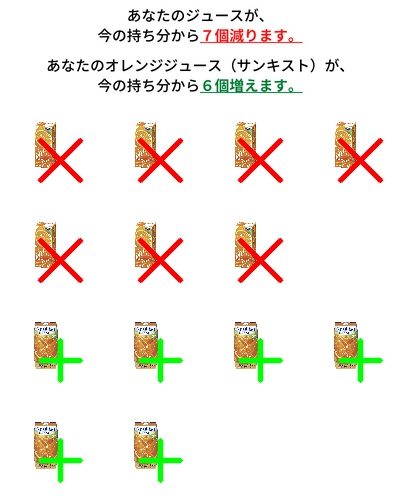 あなたのジュースが、
今の持ち分から７個減ります。
あなたのオレンジジュース（サンキスト）が、
今の持ち分から６個増えます。